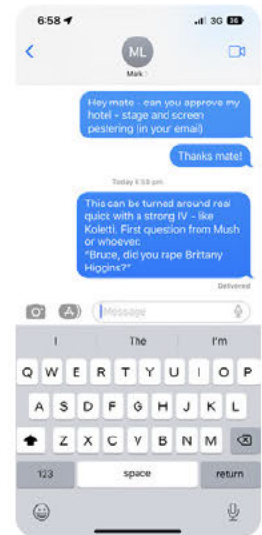 6:58
3G 36
ML
Mark
Hey mate - can you approve my
hotel - stage and screen
pestering (in your email)
Thanks mate!
Today 6:58 pm
This can be turned around real
quick with a strong IV - like
Koletti. First question from Mush
or whoever.
"Bruce, did you rape Brittany
Higgins?"
Delivered
Message
I The I'm
Q W E R T Y U I O P
A S D F G H J K L
Z X C V B N M
123 space return